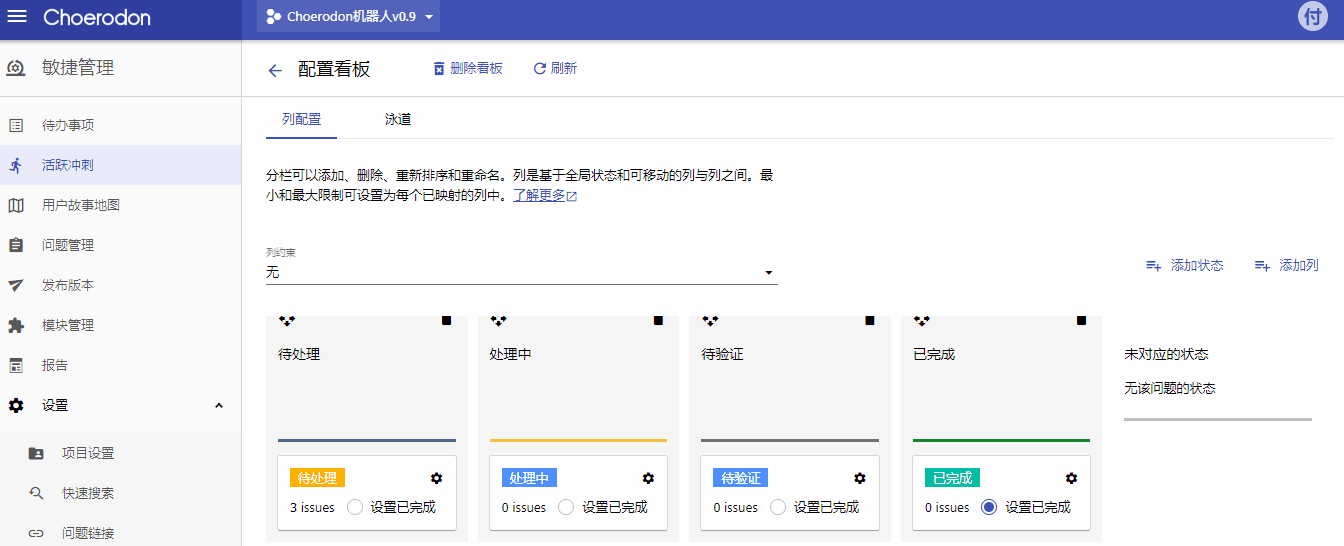 Choerodon
Choerodon机器人v0.9
付
敏捷管理
配置看板
删除看板
刷新
待办事项
活跃冲刺
用户故事地图
问题管理
发布版本
模块管理
报告
设置
项目设置
快速搜索
问题链接
列配置
泳道
分栏可以添加、删除、重新排序和重命名。列是基于全局状态和可移动的列与列之间。最
小和最大限制可设置为每个已映射的列中。了解更多
列约束
无
添加状态
添加列
待处理
处理中
待验证
已完成
未对应的状态
无该问题的状态
待处理
3 issues 设置已完成
处理中
0 issues 设置已完成
待验证
0 issues 设置已完成
已完成
0 issues 设置已完成